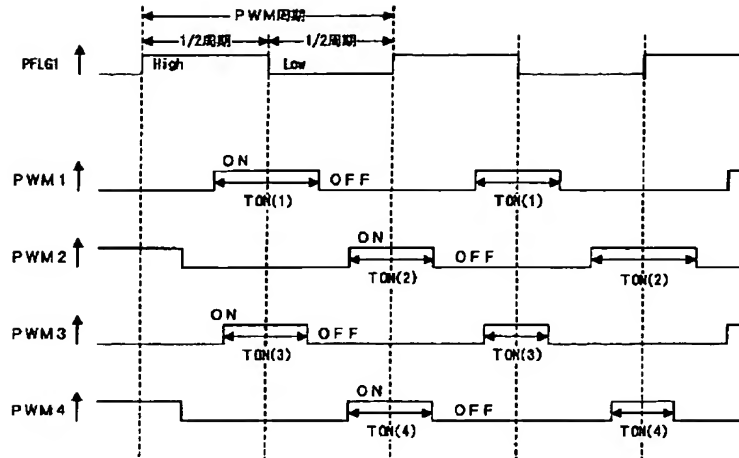 PWM周期
1/2周期 1/2周期
PFLG1 High Low
ON
PWM1 OFF
TON(1) TON(1)
ON
PWM2 OFF
TON(2) TON(2)
ON
PWM3 OFF
TON(3) TON(3)
ON
PWM4 OFF
TON(4) TON(4)